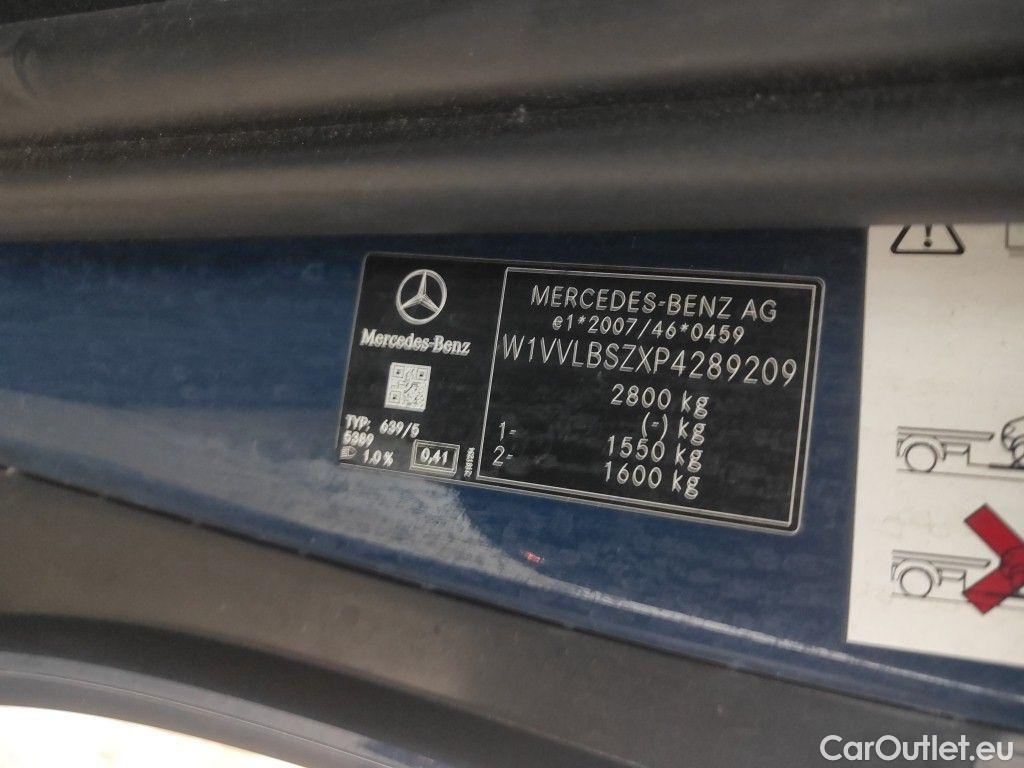 Mercedes-Benz
TYP: 639/5
1.0%
0,41
MERCEDES-BENZ AG
e1*2007/46*0459
W1VVLBSZXP4289209
2800 kg
(-) kg
1- 1550 kg
2- 1600 kg
CarOutlet.eu